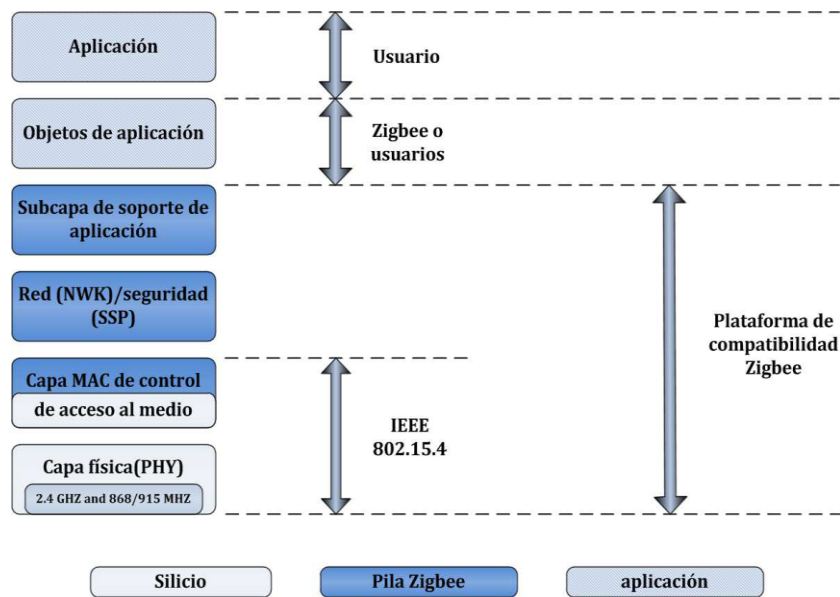 Aplicación
Usuario
Objetos de aplicación
Zigbee o
usuarios
Subcapa de soporte de
aplicación
Red (NWK)/seguridad
(SSP)
Plataforma de
compatibilidad
Zigbee
Capa MAC de control
de acceso al medio
IEEE
802.15.4
Capa física(PHY)
2.4 GHZ and 868/915 MHZ
Silicio
Pila Zigbee
aplicación